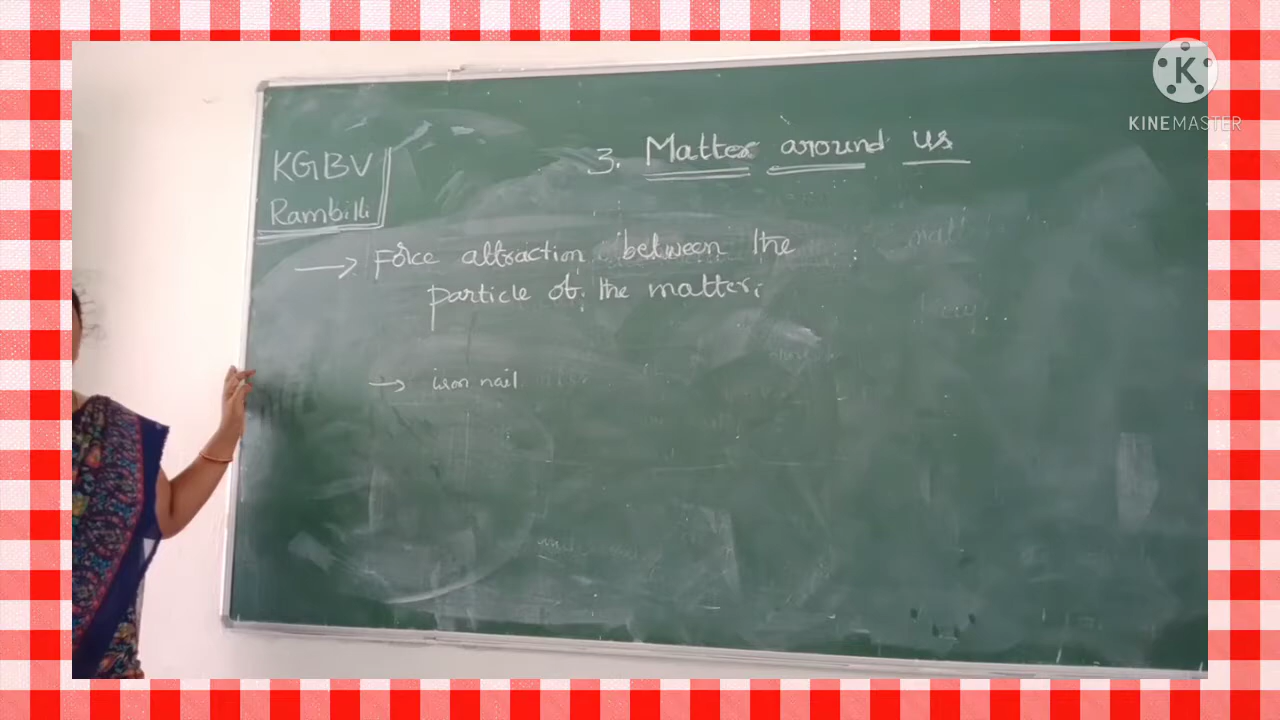 KGBV
Rambilli
3. Matter around us
→ Force attraction between the
particle of the matter.
→ iron nail
KINEMASTER